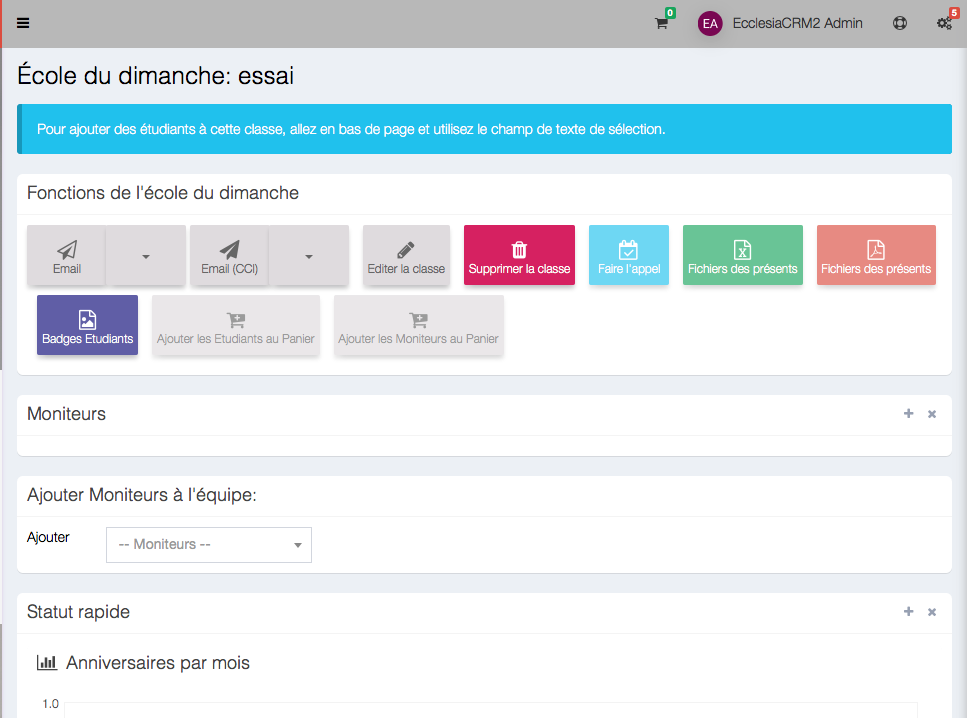 0
EA
EcclesiaCRM2 Admin
5
École du dimanche: essai
Pour ajouter des étudiants à cette classe, allez en bas de page et utilisez le champ de texte de sélection.
Fonctions de l'école du dimanche
Email
Email (CCI)
Editer la classe
Supprimer la classe
Faire l'appel
Fichiers des présents
Fichiers des présents
Badges Etudiants
Ajouter les Etudiants au Panier
Ajouter les Moniteurs au Panier
Moniteurs
Ajouter Moniteurs à l'équipe:
Ajouter
-- Moniteurs --
Statut rapide
Anniversaires par mois
1.0